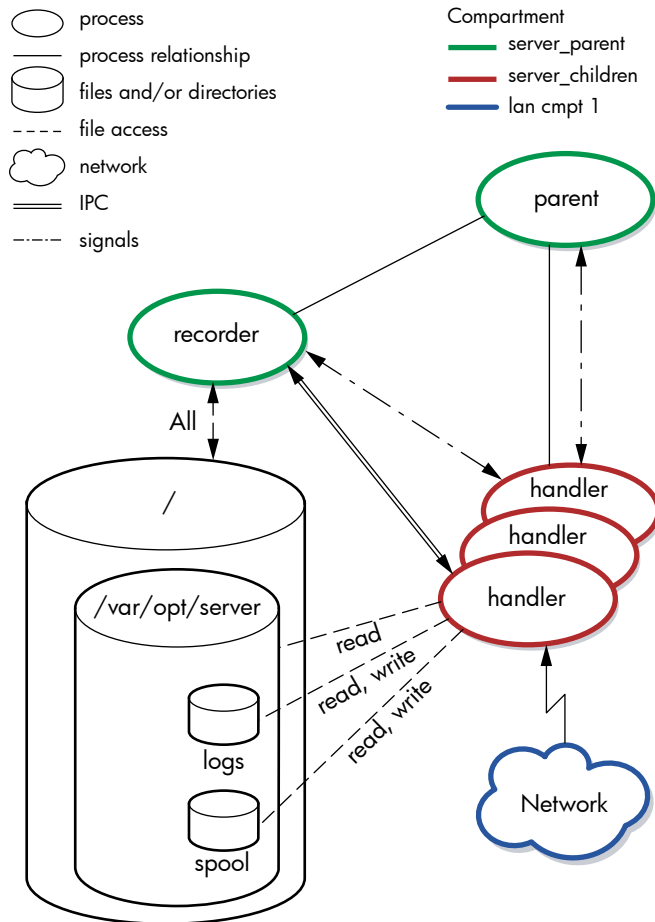 process
process relationship
files and/or directories
file access
network
IPC
signals
Compartment
server_parent
server_children
lan cmpt 1
parent
recorder
All
/
handler
handler
handler
/var/opt/server
read
read, write
read, write
logs
spool
Network